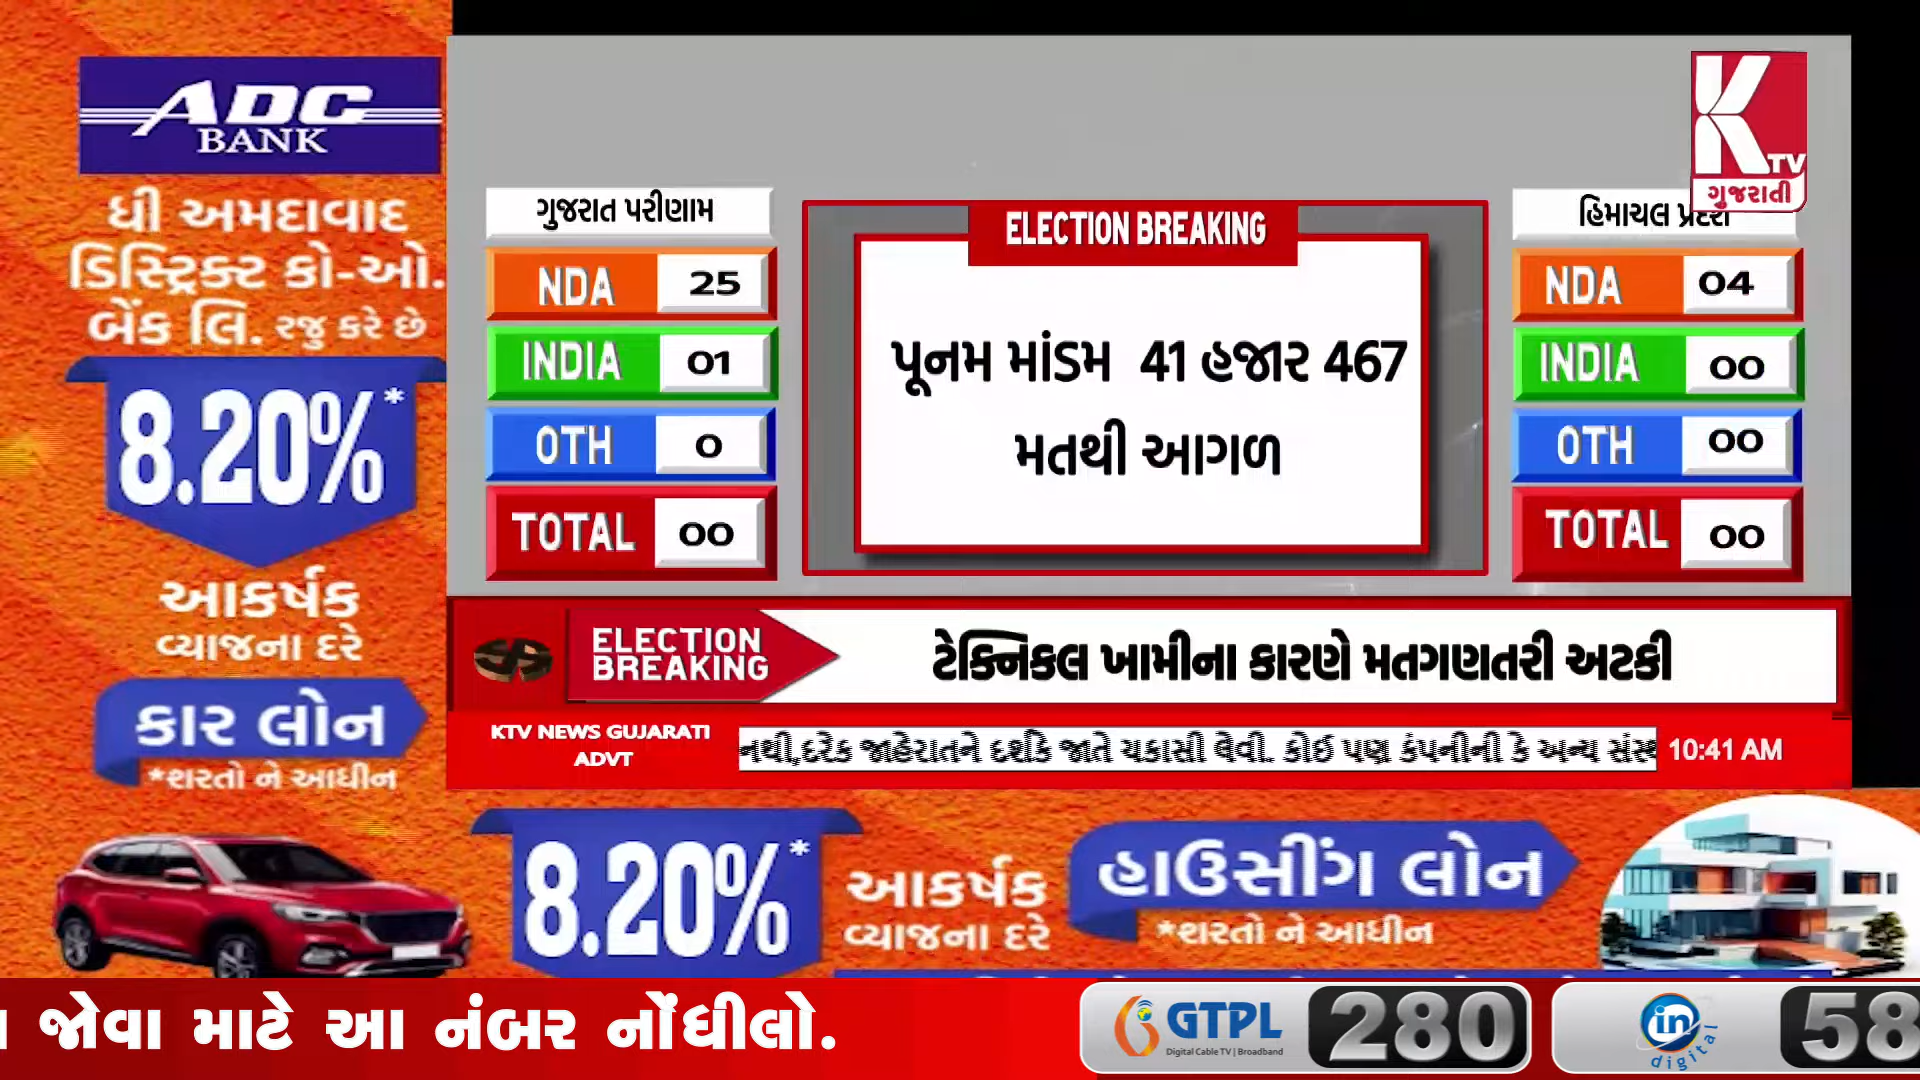 ADC
BANK
ધી અમદાવાદ
ડિસ્ટ્રિક્ટ કો-ઓ.
બેંક લિ. રજુ કરે છે
8.20%*
આકર્ષક
વ્યાજના દરે
કાર લોન
*શરતો ને આધીન
ગુજરાત પરીણામ
NDA 25
INDIA 01
OTH 0
TOTAL 00
ELECTION BREAKING
પૂનમ માંડમ 41 હજાર 467
મતથી આગળ
K TV
ગુજરાતી
હિમાચલ
NDA 04
INDIA 00
OTH 00
TOTAL 00
ELECTION
BREAKING
ટેક્નિકલ ખામીના કારણે મતગણતરી અટકી
KTV NEWS GUJARATI
ADVT
નથી,દરેક જાહેરાતને દર્શકે જાતે ચકાસી લેવી. કોઈ પણ કંપનીની કે અન્ય
10:41 AM
8.20%*
આકર્ષક
વ્યાજના દરે
હાઉસીંગ લોન
*શરતો ને આધીન
જોવા માટે આ નંબર નોંધીલો.
GTPL
Digital Cable TV | Broadband
280
in
digital
58